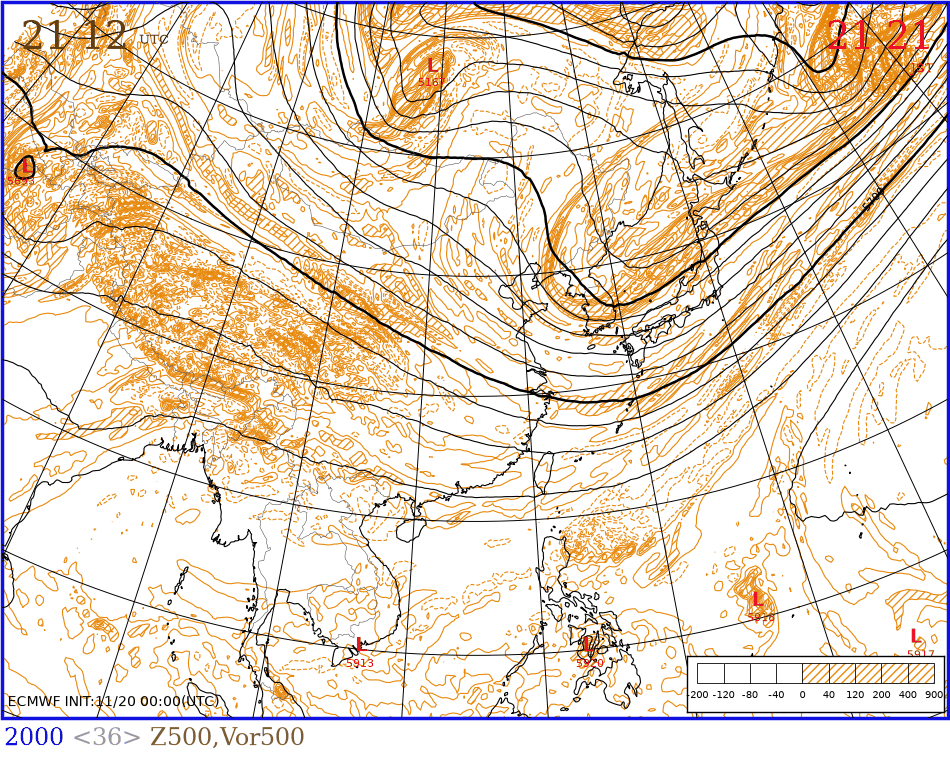 21 12 UTC
21 21
L
5167
L
L
5918
L
5917
L
5913
L
5920
-200 -120 -80 -40 0 40 120 200 400 900
ECMWF INIT:11/20 00:00(UTC)
2000 <36> Z500,Vor500